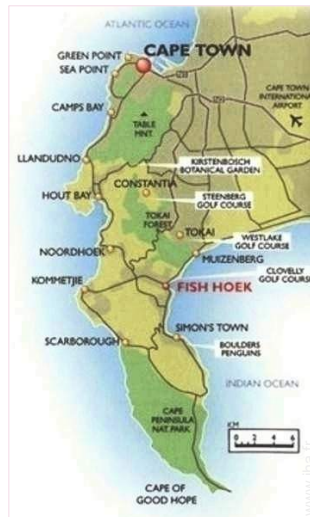 ATLANTIC OCEAN
GREEN POINT
CAPE TOWN
SEA POINT
CAPE TOWN
INTERNATIONAL
AIRPORT
CAMPS BAY
TABLE
MNT.
LLANDUDNO
KIRSTENBOSCH
BOTANICAL GARDEN
CONSTANTIA
HOUT BAY
STEENBERG
GOLF COURSE
TOKAI
FOREST
TOKAI
WESTLAKE
GOLF COURSE
NOORDHOEK
MUIZENBERG
CLOVELLY
GOLF COURS
KOMMETJIE
FISH HOEK
SIMON'S TOWN
SCARBOROUGH
BOULDERS
PENGUINS
INDIAN OCEAN
CAPE
PENINSULA
NAT. PARK
KM
0 2 4 6
CAPE OF
GOOD HOPE